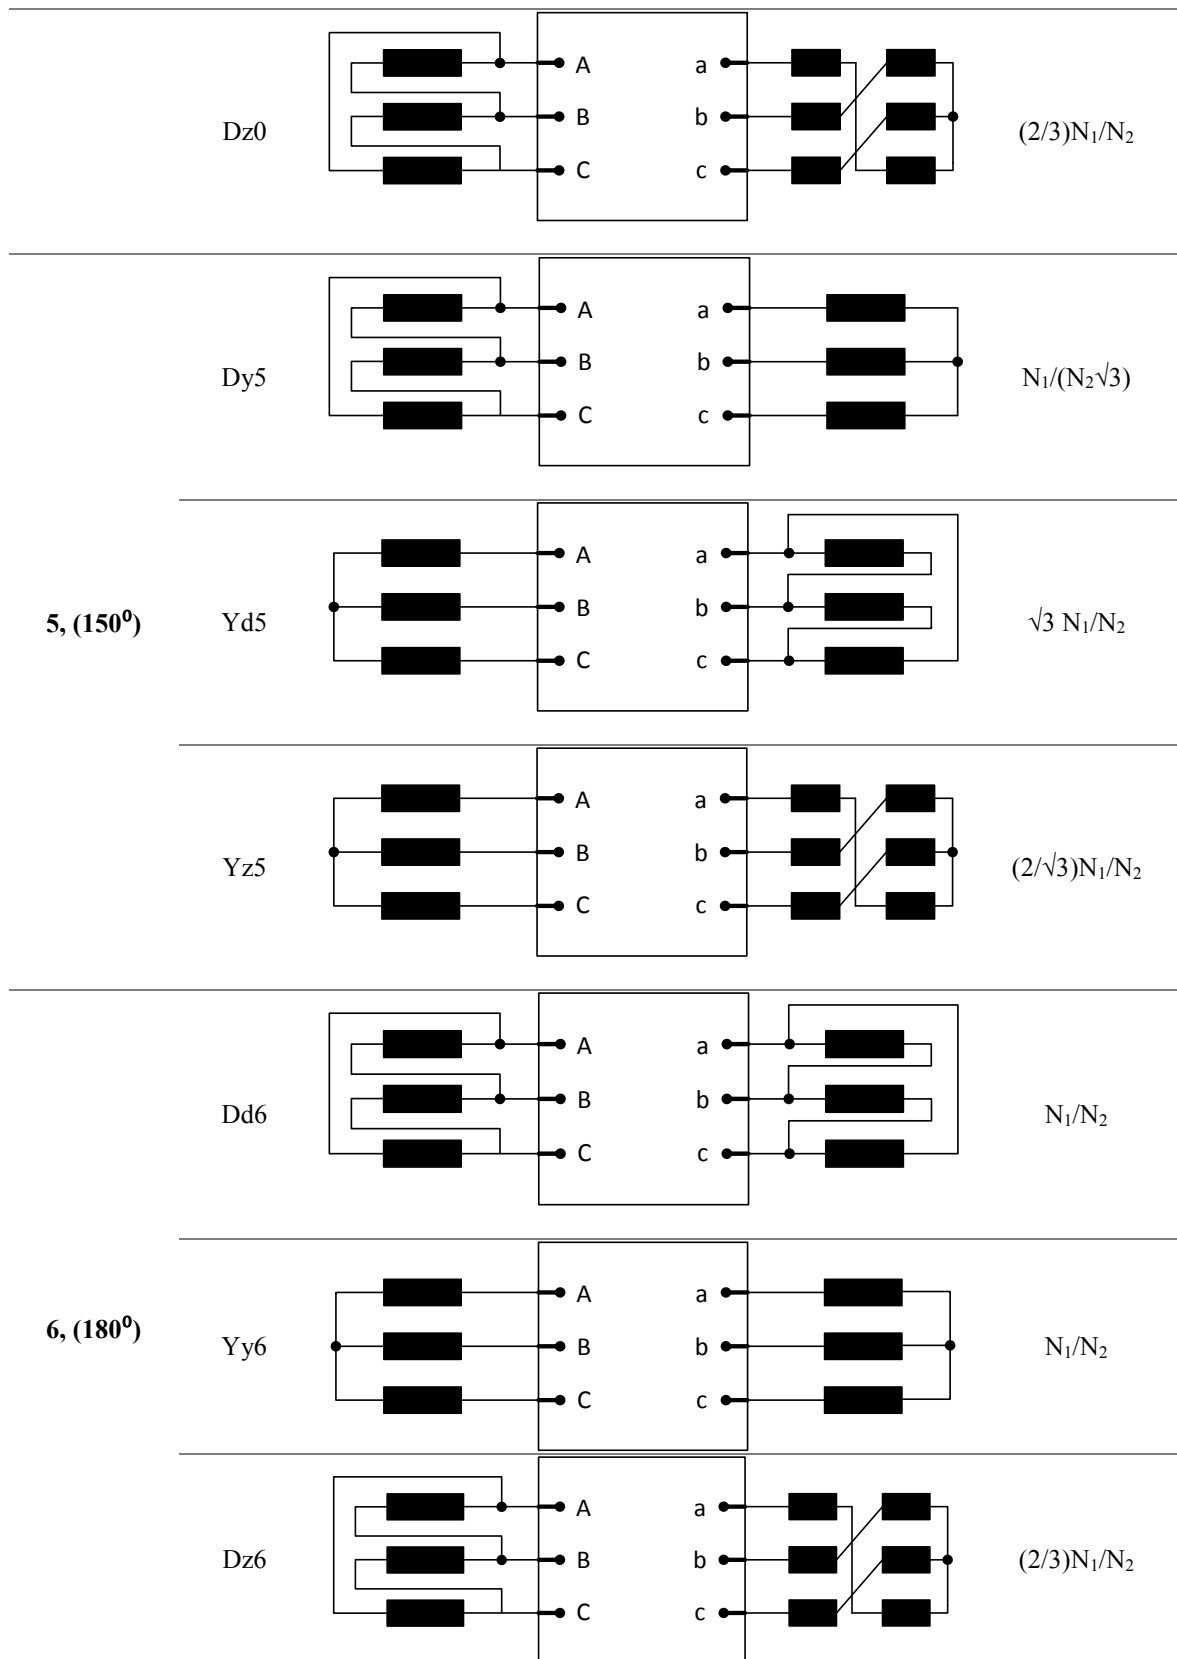 A a
Dz0 B b (2/3)N₁/N₂
C c
A a
Dy5 B b N₁/(N₂√3)
C c
A a
5, (150⁰) Yd5 B b √3 N₁/N₂
C c
A a
Yz5 B b (2/√3)N₁/N₂
C c
A a
Dd6 B b N₁/N₂
C c
A a
6, (180⁰) Yy6 B b N₁/N₂
C c
A a
Dz6 B b (2/3)N₁/N₂
C c